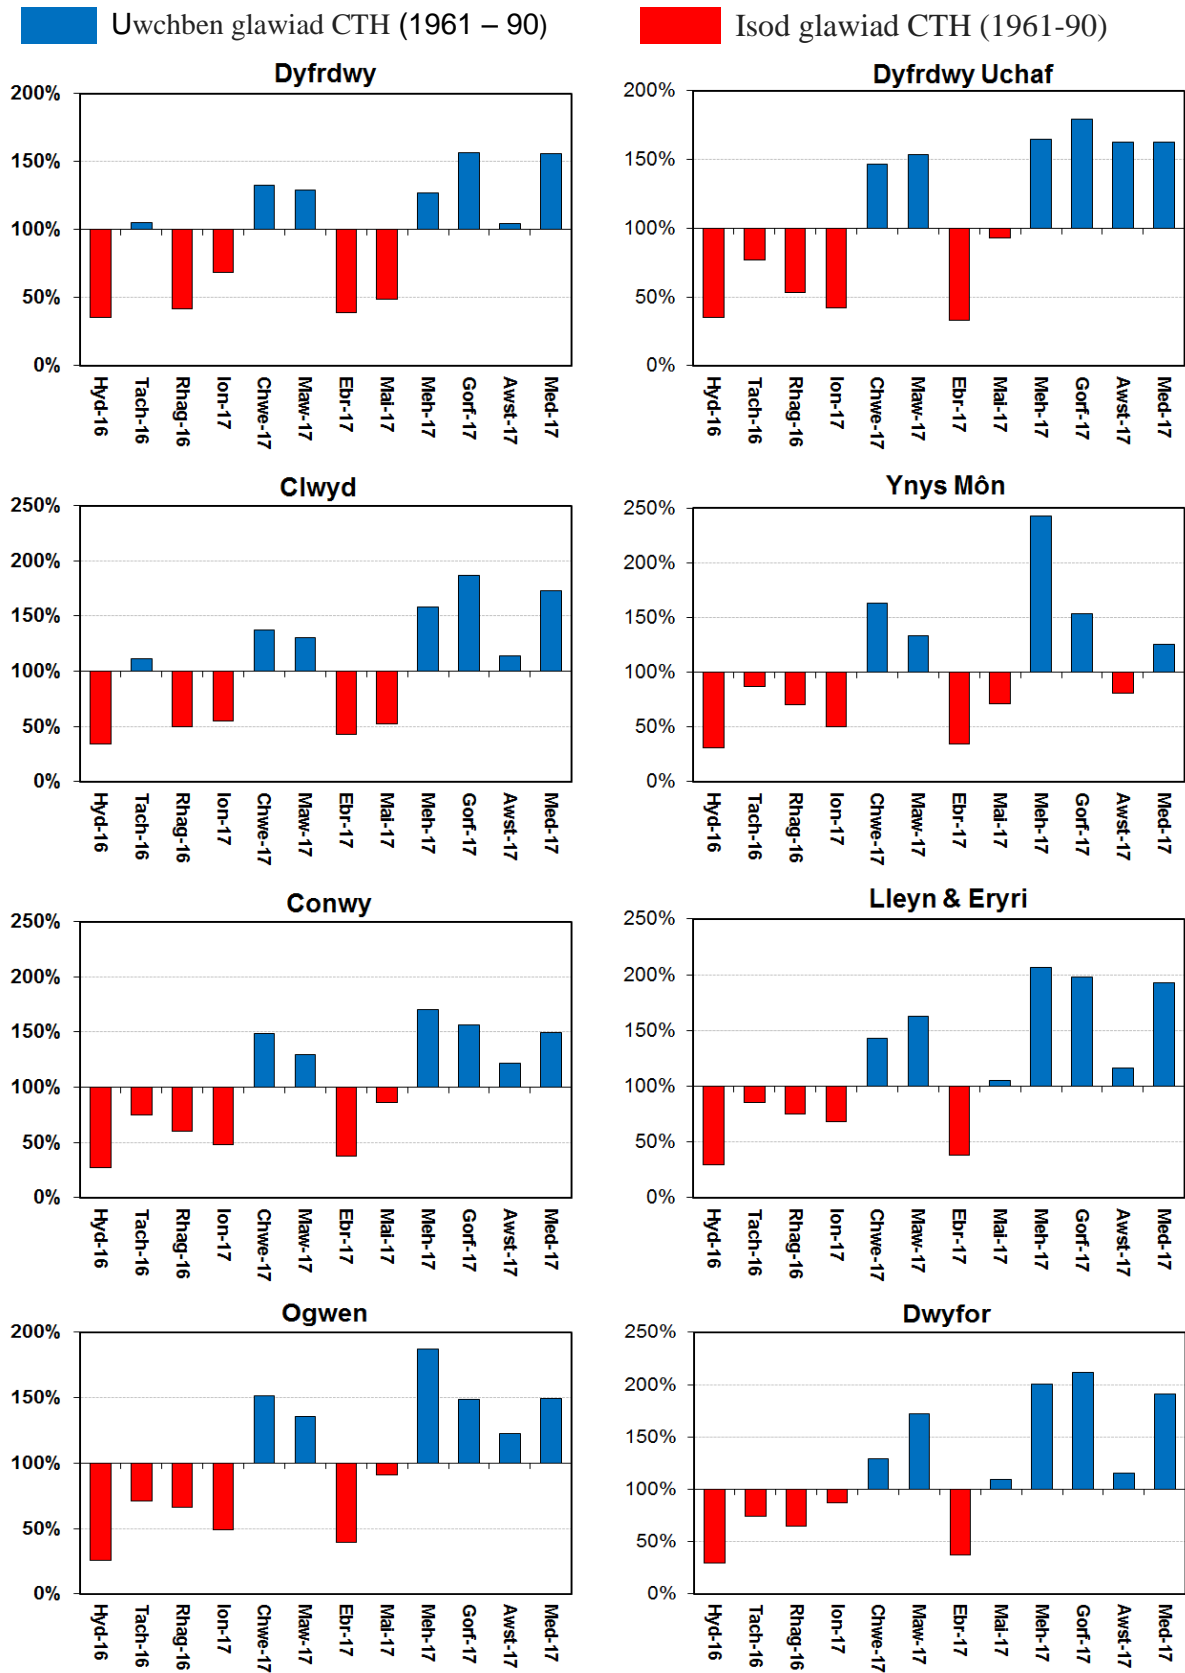 Uwchben glawiad CTH (1961 – 90)
Isod glawiad CTH (1961-90)
Dyfrdwy
200%
150%
100%
50%
0%
Hyd-16
Tach-16
Rhag-16
Ion-17
Chwe-17
Maw-17
Ebr-17
Mai-17
Meh-17
Gorf-17
Awst-17
Med-17
Dyfrdwy Uchaf
200%
150%
100%
50%
0%
Hyd-16
Tach-16
Rhag-16
Ion-17
Chwe-17
Maw-17
Ebr-17
Mai-17
Meh-17
Gorf-17
Awst-17
Med-17
Clwyd
250%
200%
150%
100%
50%
0%
Hyd-16
Tach-16
Rhag-16
Ion-17
Chwe-17
Maw-17
Ebr-17
Mai-17
Meh-17
Gorf-17
Awst-17
Med-17
Ynys Môn
250%
200%
150%
100%
50%
0%
Hyd-16
Tach-16
Rhag-16
Ion-17
Chwe-17
Maw-17
Ebr-17
Mai-17
Meh-17
Gorf-17
Awst-17
Med-17
Conwy
250%
200%
150%
100%
50%
0%
Hyd-16
Tach-16
Rhag-16
Ion-17
Chwe-17
Maw-17
Ebr-17
Mai-17
Meh-17
Gorf-17
Awst-17
Med-17
Lleyn & Eryri
250%
200%
150%
100%
50%
0%
Hyd-16
Tach-16
Rhag-16
Ion-17
Chwe-17
Maw-17
Ebr-17
Mai-17
Meh-17
Gorf-17
Awst-17
Med-17
Ogwen
200%
150%
100%
50%
0%
Hyd-16
Tach-16
Rhag-16
Ion-17
Chwe-17
Maw-17
Ebr-17
Mai-17
Meh-17
Gorf-17
Awst-17
Med-17
Dwyfor
250%
200%
150%
100%
50%
0%
Hyd-16
Tach-16
Rhag-16
Ion-17
Chwe-17
Maw-17
Ebr-17
Mai-17
Meh-17
Gorf-17
Awst-17
Med-17